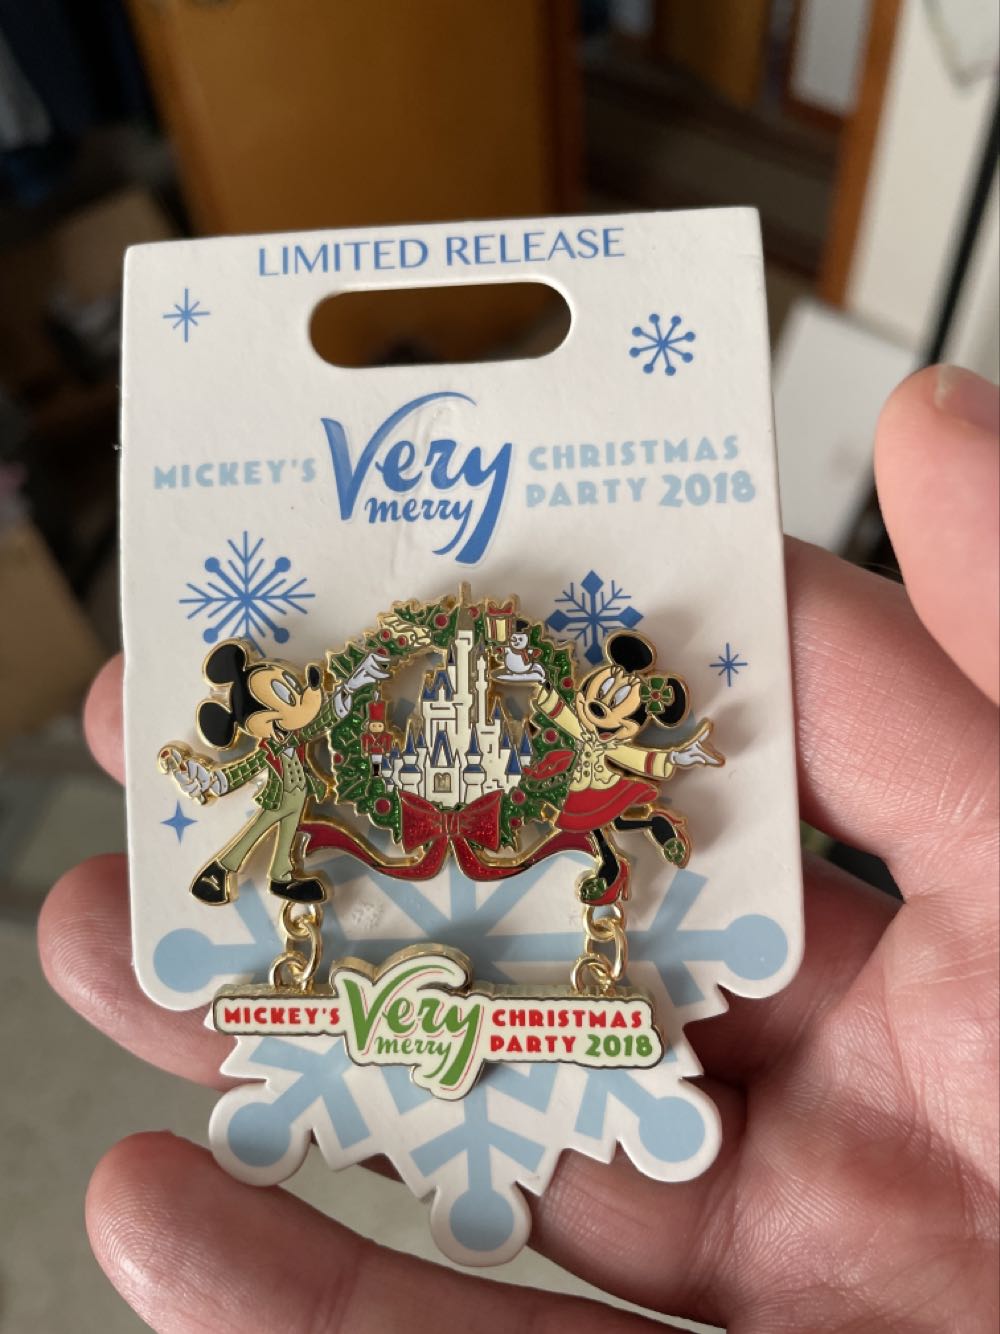 LIMITED RELEASE
MICKEY'S Very merry CHRISTMAS PARTY 2018
MICKEY'S Very merry CHRISTMAS PARTY 2018